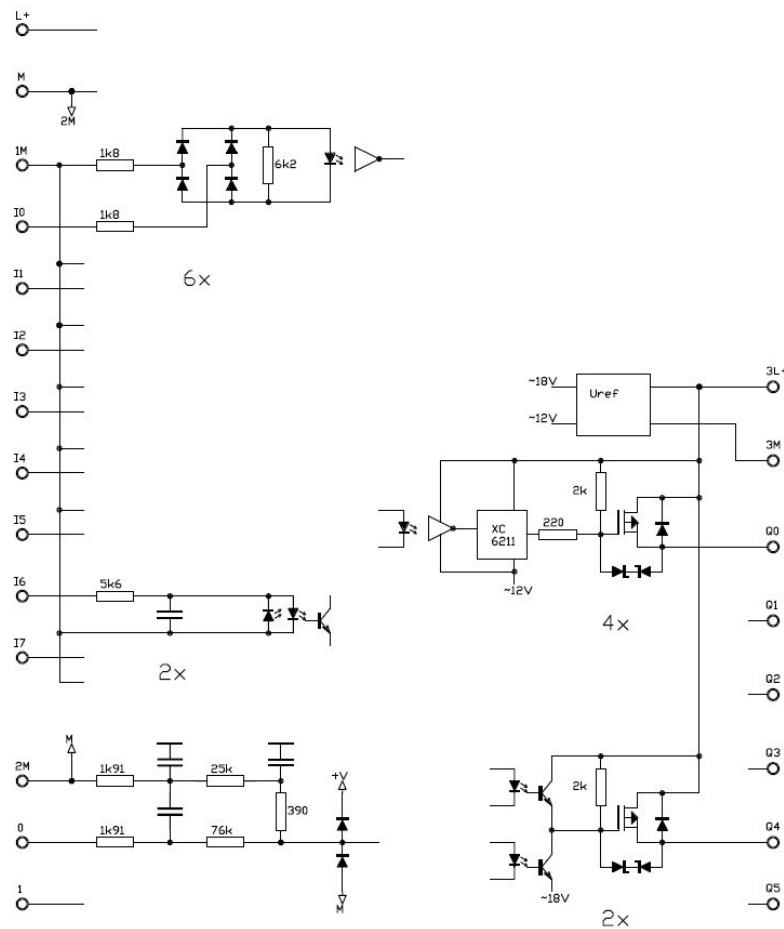 L+
M
2M
1M
1k8
6k2
I0
1k8
6x
I1
I2
I3
I4
I5
I6
5k6
I7
2x
M
2M
1k91
25k
+V
390
0
1k91
76k
1
M
3L+
~18V
Uref
~12V
3M
2k
XC
6211
220
Q0
~12V
4x
Q1
Q2
Q3
2k
Q4
~18V
2x
Q5